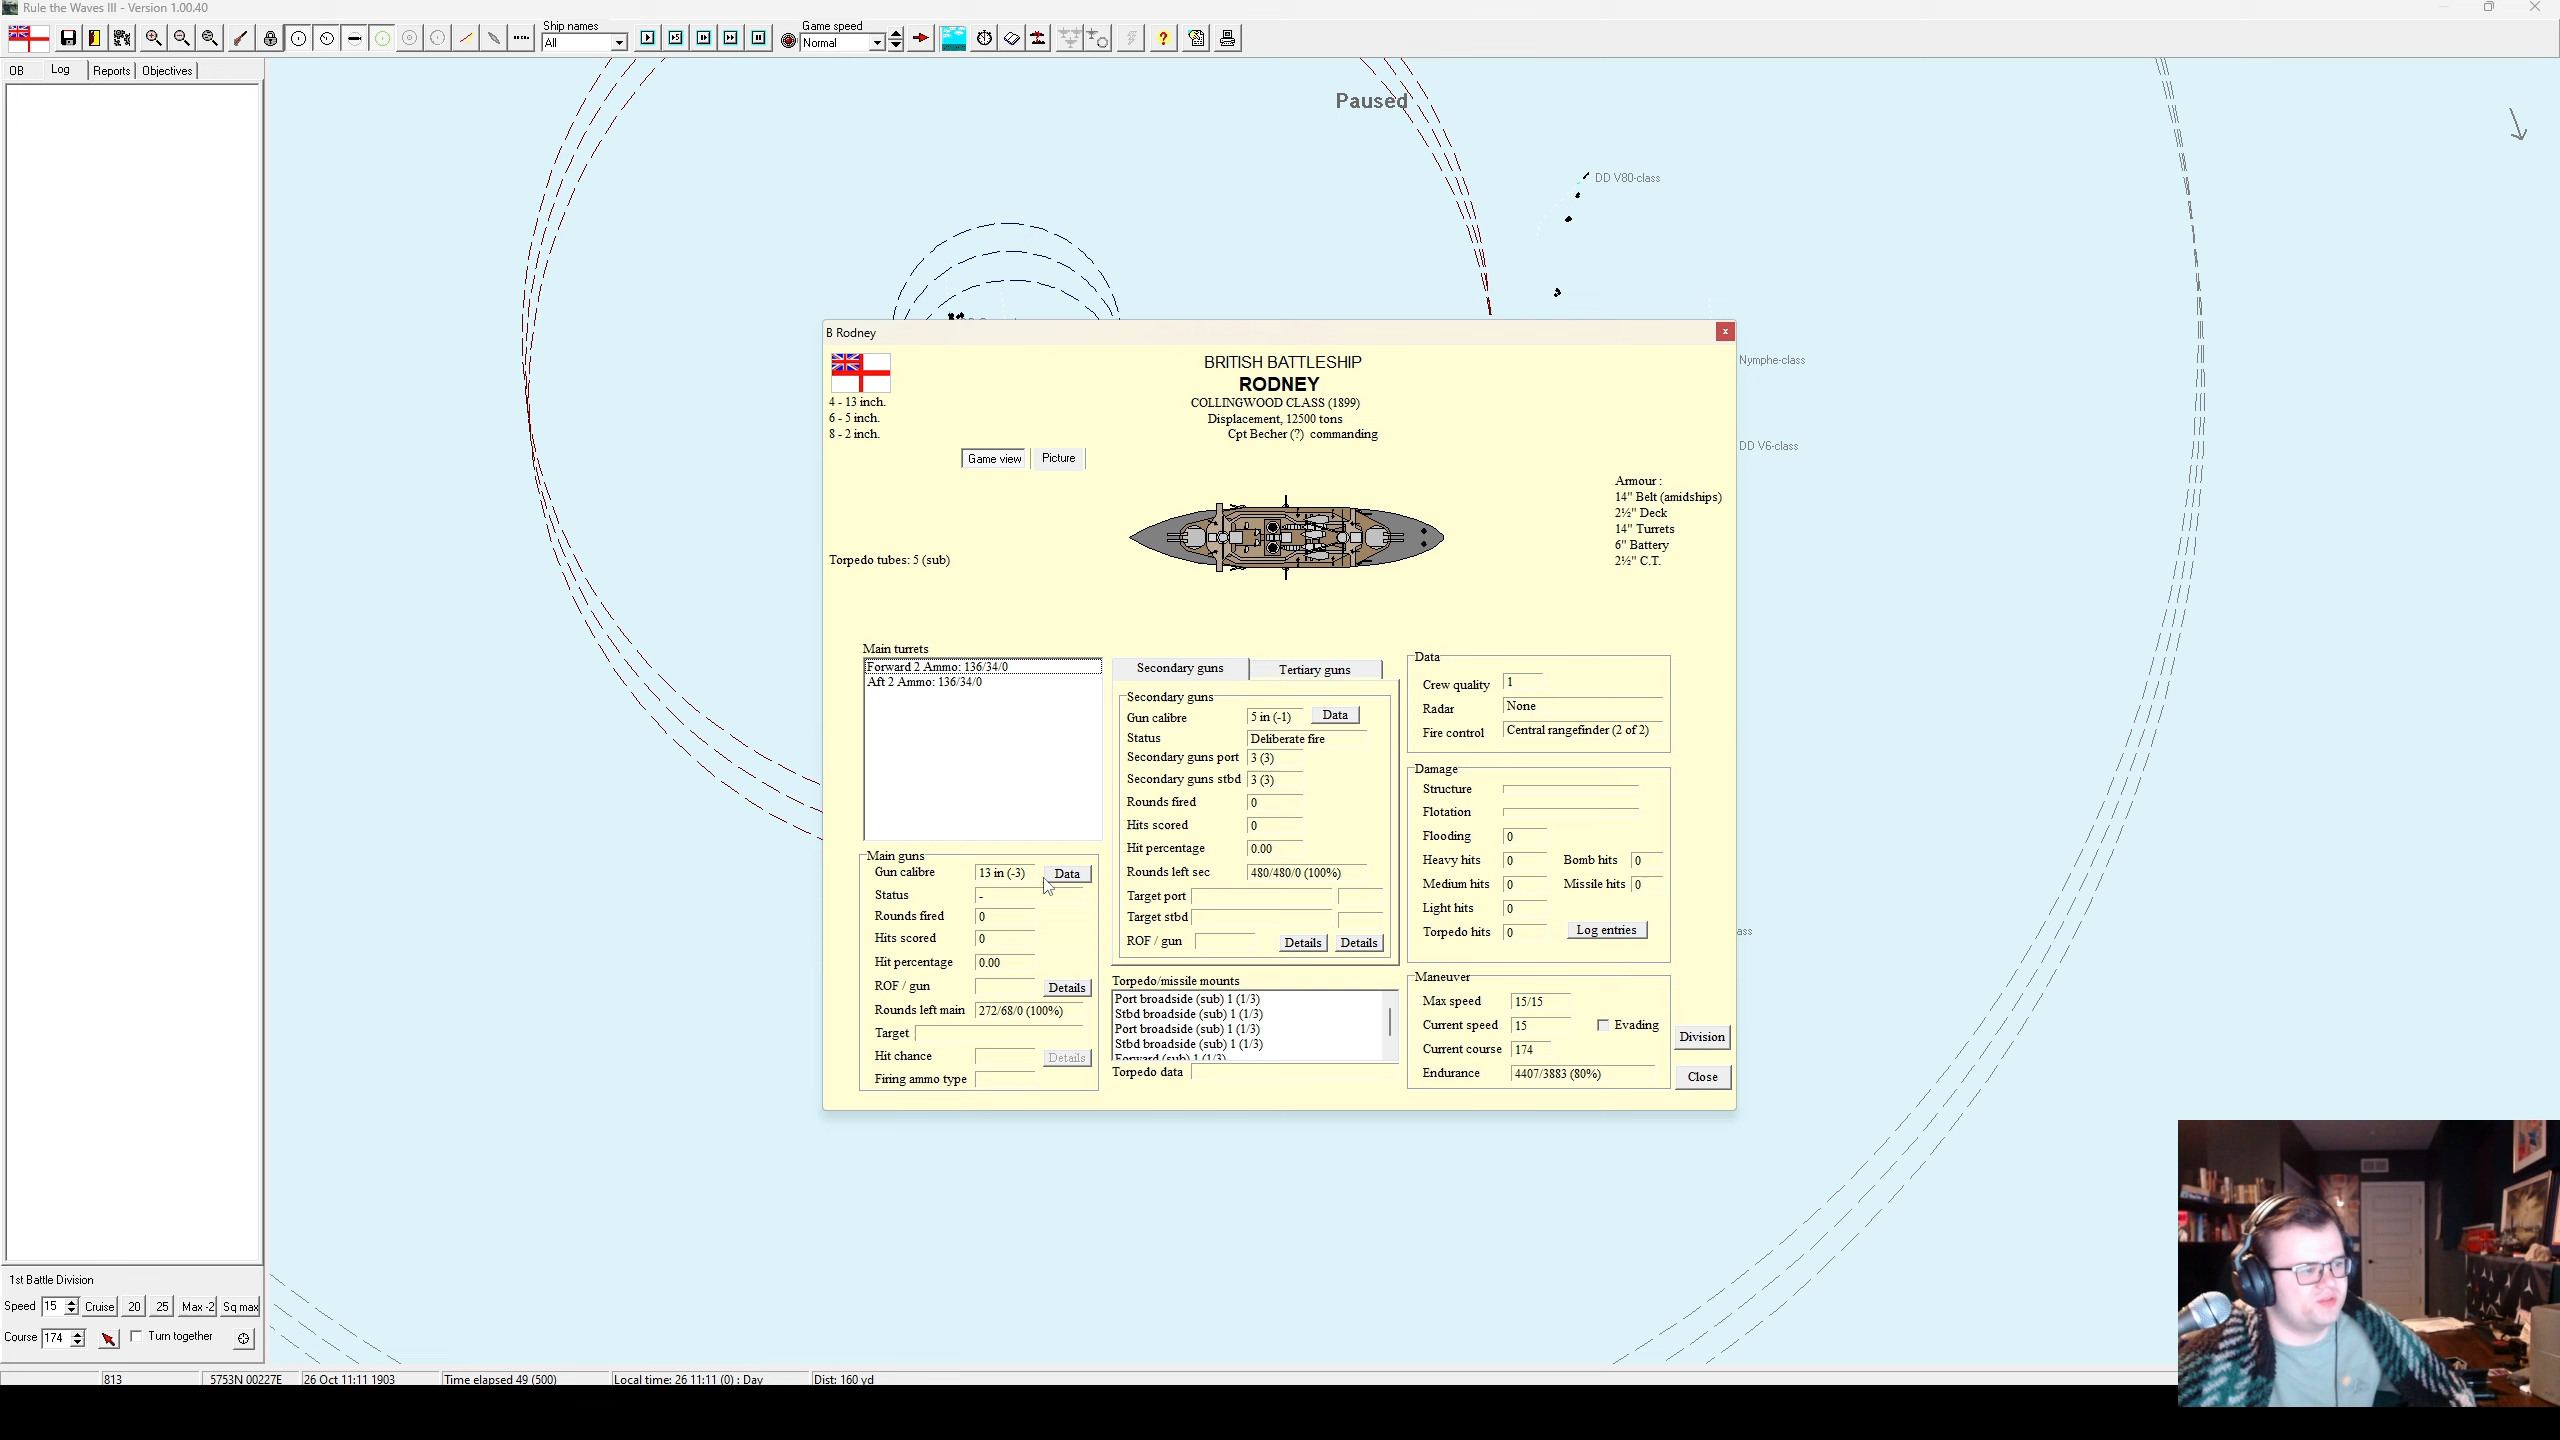 Rule the Waves III - Version 1.00.40
Ship names
All
Game speed
Normal
OB
Log
Reports
Objectives
Paused
DD V80-class
Nymphe-class
DD V6-class
ass
B Rodney
x
BRITISH BATTLESHIP
RODNEY
COLLINGWOOD CLASS (1899)
Displacement, 12500 tons
Cpt Becher (?) commanding
4 - 13 inch.
6 - 5 inch.
8 - 2 inch.
Game view
Picture
Armour :
14" Belt (amidships)
2½" Deck
14" Turrets
6" Battery
2½" C.T.
Torpedo tubes: 5 (sub)
Main turrets
Forward 2 Ammo: 136/34/0
Aft 2 Ammo: 136/34/0
Main guns
Gun calibre 13 in (-3) Data
Status -
Rounds fired 0
Hits scored 0
Hit percentage 0.00
ROF / gun Details
Rounds left main 272/68/0 (100%)
Target
Hit chance Details
Firing ammo type
Secondary guns
Tertiary guns
Secondary guns
Gun calibre 5 in (-1) Data
Status Deliberate fire
Secondary guns port 3 (3)
Secondary guns stbd 3 (3)
Rounds fired 0
Hits scored 0
Hit percentage 0.00
Rounds left sec 480/480/0 (100%)
Target port
Target stbd
ROF / gun Details Details
Torpedo/missile mounts
Port broadside (sub) 1 (1/3)
Stbd broadside (sub) 1 (1/3)
Port broadside (sub) 1 (1/3)
Stbd broadside (sub) 1 (1/3)
Forward (sub) 1 (1/3)
Torpedo data
Data
Crew quality 1
Radar None
Fire control Central rangefinder (2 of 2)
Damage
Structure
Flotation
Flooding 0
Heavy hits 0 Bomb hits 0
Medium hits 0 Missile hits 0
Light hits 0
Torpedo hits 0 Log entries
Maneuver
Max speed 15/15
Current speed 15 Evading
Current course 174
Endurance 4407/3883 (80%)
Division
Close
1st Battle Division
Speed 15 Cruise 20 25 Max -2 Sq max
Course 174 Turn together
813 5753N 00227E 26 Oct 11:11 1903 Time elapsed 49 (500) Local time: 26 11:11 (0) : Day Dist: 160 yd